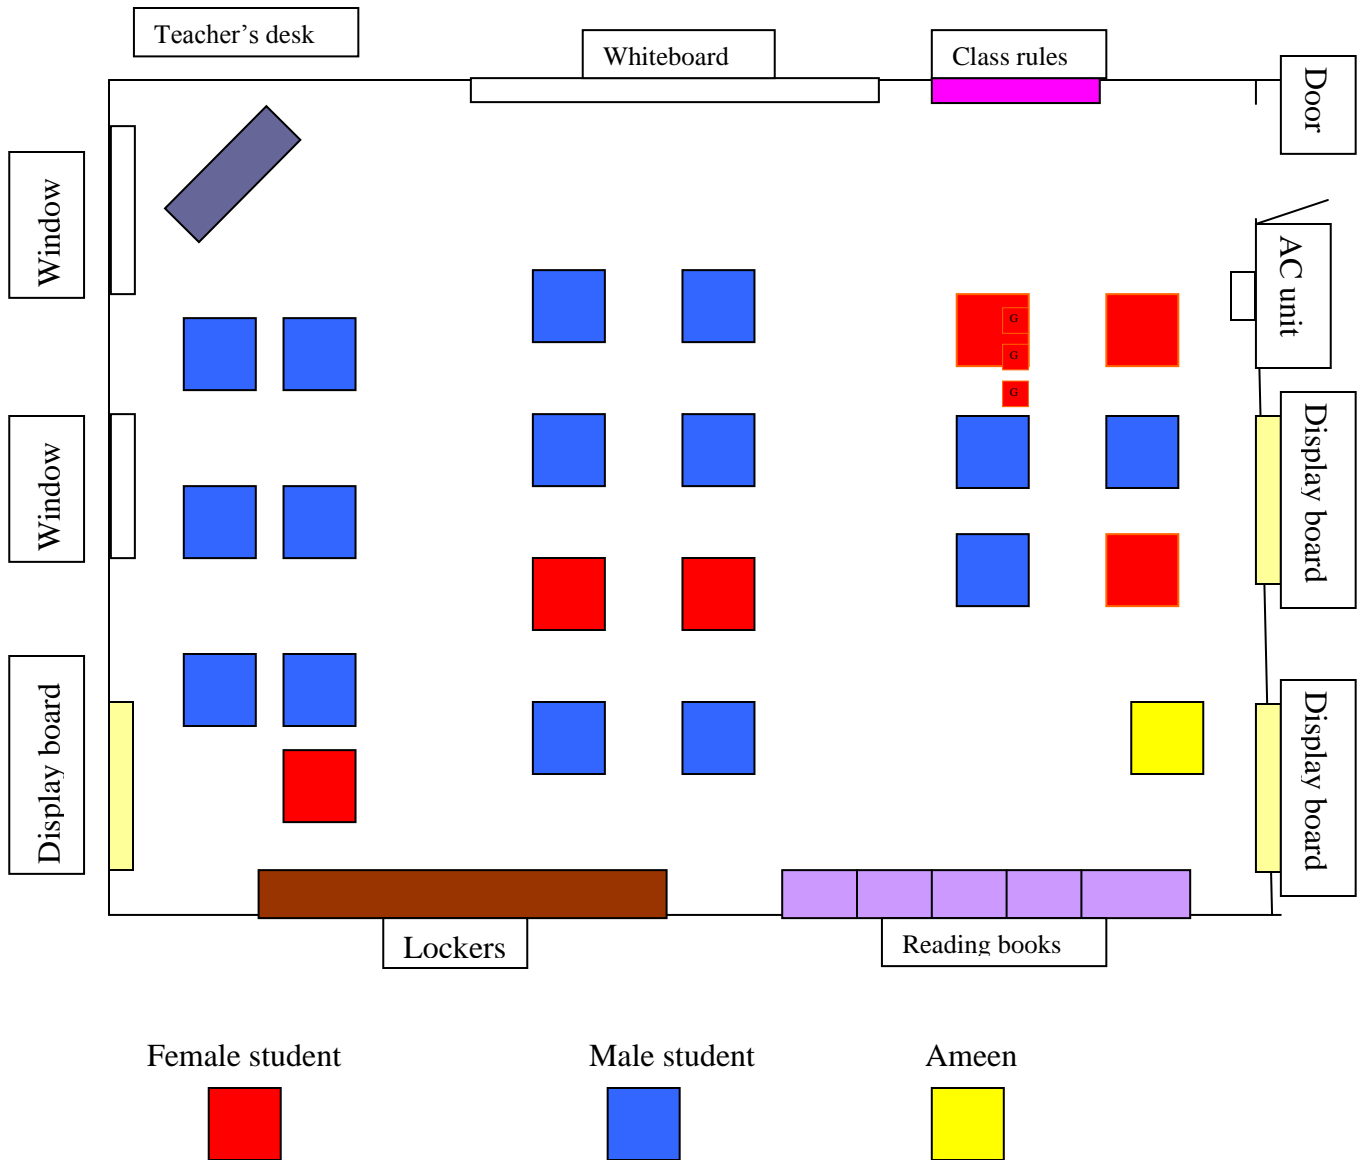 Teacher’s desk
Whiteboard
Class rules
Door
Window
AC unit
G
G
G
Window
Display board
Display board
Display board
Lockers
Reading books
Female student
Male student
Ameen